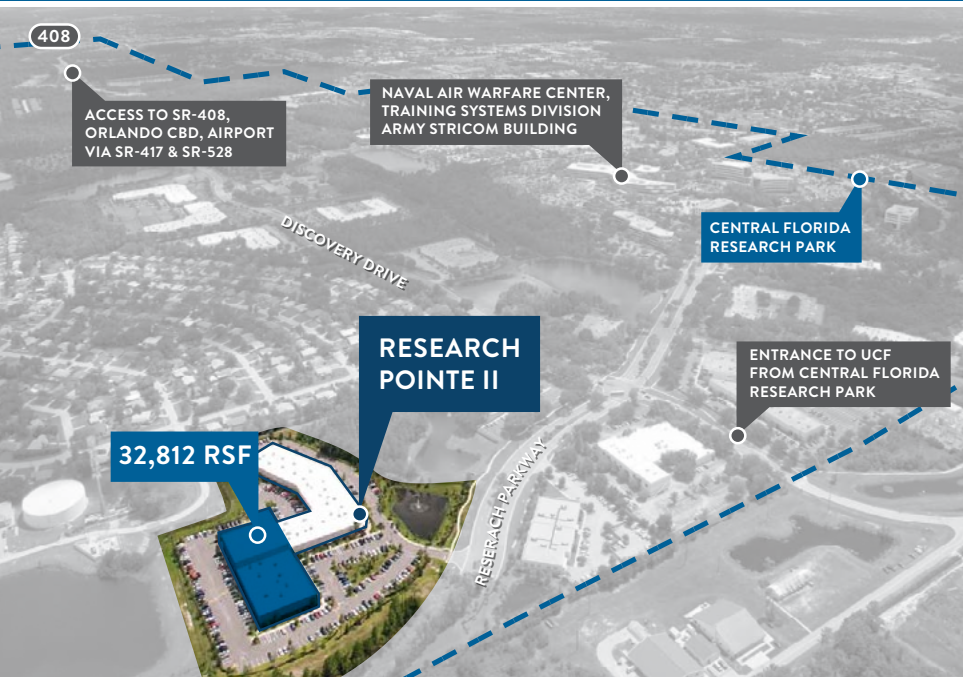 408
ACCESS TO SR-408,
ORLANDO CBD, AIRPORT
VIA SR-417 & SR-528
NAVAL AIR WARFARE CENTER,
TRAINING SYSTEMS DIVISION
ARMY STRICOM BUILDING
CENTRAL FLORIDA
RESEARCH PARK
DISCOVERY DRIVE
RESEARCH
POINTE II
ENTRANCE TO UCF
FROM CENTRAL FLORIDA
RESEARCH PARK
32,812 RSF
RESERACH PARKWAY